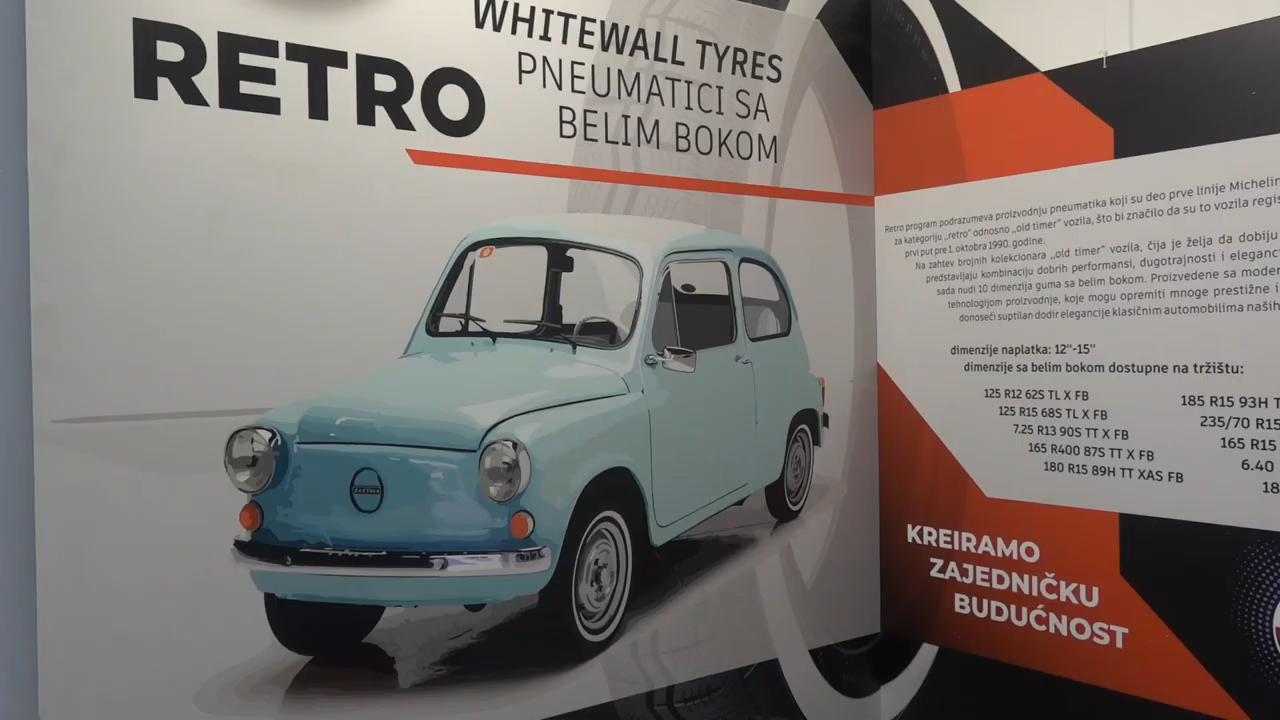 RETRO
WHITEWALL TYRES
PNEUMATICI SA
BELIM BOKOM
ZASTAVA
Retro program podrazumeva proizvodnju pneumatika koji su deo prve linije Michelin
za kategoriju „retro” odnosno „old timer” vozila, što bi značilo da su to vozila regis
prvi put pre 1. oktobra 1990. godine.
Na zahtev brojnih kolekcionara „old timer” vozila, čija je želja da dobiju
predstavljaju kombinaciju dobrih performansi, dugotrajnosti i eleganc
sada nudi 10 dimenzija guma sa belim bokom. Proizvedene sa moder
tehnologijom proizvodnje, koje mogu opremiti mnoge prestižne i
donoseći suptilan dodir elegancije klasičnim automobilima naših
dimenzije naplatka: 12"-15"
dimenzije sa belim bokom dostupne na tržištu:
125 R12 62S TL X FB
125 R15 68S TL X FB
7.25 R13 90S TT X FB
165 R400 87S TT X FB
180 R15 89H TT XAS FB
185 R15 93H T
235/70 R15
165 R15
6.40
18
KREIRAMO
ZAJEDNIČKU
BUDUĆNOST